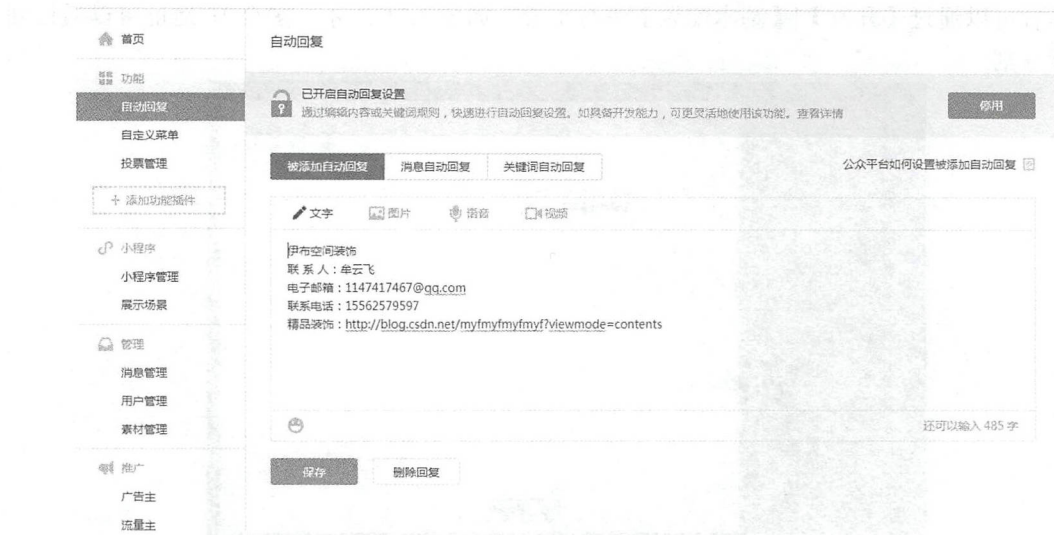 首页
功能
自动回复
自定义菜单
投票管理
+ 添加功能插件
小程序
小程序管理
展示场景
管理
消息管理
用户管理
素材管理
推广
广告主
流量主
自动回复
已开启自动回复设置
通过编辑内容或关键词规则，快速进行自动回复设置。如具备开发能力，可更灵活地使用该功能。查看详情
停用
被添加自动回复 消息自动回复 关键词自动回复
公众平台如何设置被添加自动回复
文字 图片 语音 视频
伊布空间装饰
联 系 人：牟云飞
电子邮箱：1147417467@qq.com
联系电话：15562579597
精品装饰：http://blog.csdn.net/myfmyfmyfmyf?viewmode=contents
还可以输入 485 字
保存 删除回复